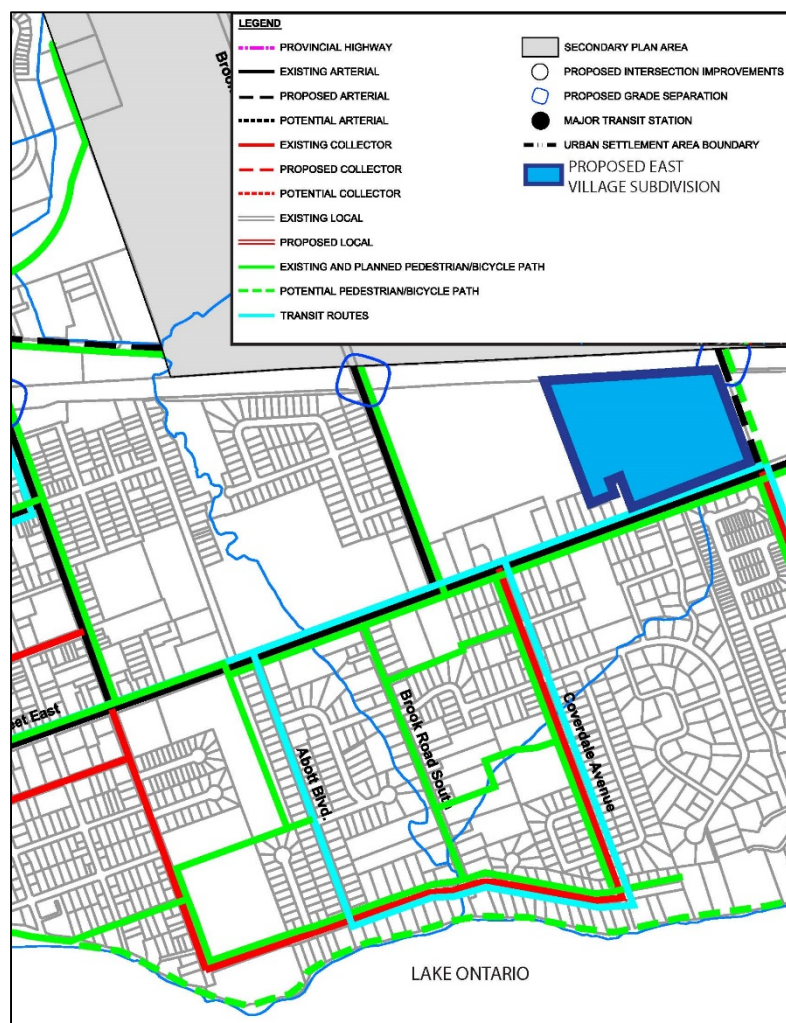 LEGEND
PROVINCIAL HIGHWAY
EXISTING ARTERIAL
PROPOSED ARTERIAL
POTENTIAL ARTERIAL
EXISTING COLLECTOR
PROPOSED COLLECTOR
POTENTIAL COLLECTOR
EXISTING LOCAL
PROPOSED LOCAL
EXISTING AND PLANNED PEDESTRIAN/BICYCLE PATH
POTENTIAL PEDESTRIAN/BICYCLE PATH
TRANSIT ROUTES
SECONDARY PLAN AREA
PROPOSED INTERSECTION IMPROVEMENTS
PROPOSED GRADE SEPARATION
MAJOR TRANSIT STATION
URBAN SETTLEMENT AREA BOUNDARY
PROPOSED EAST
VILLAGE SUBDIVISION
East
Abott Blvd.
Brook Road South
Coverdale Avenue
LAKE ONTARIO